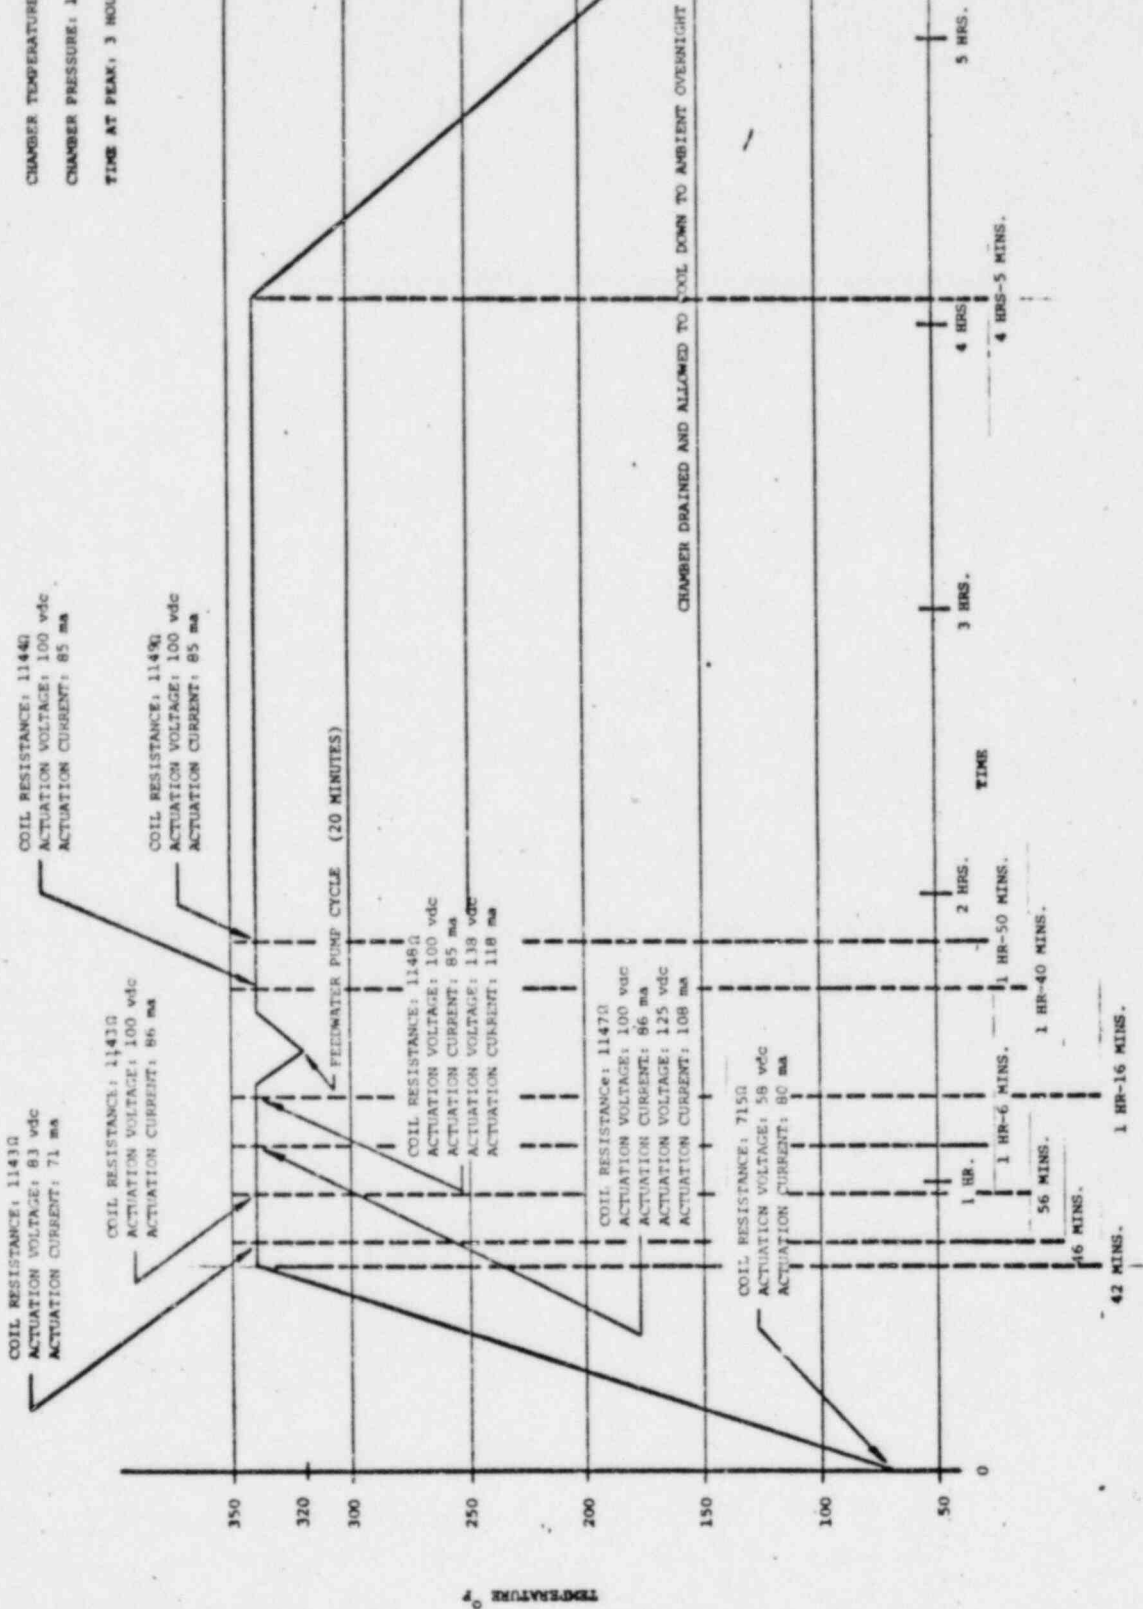 CHAMBER TEMPERATURE
CHAMBER PRESSURE:
TIME AT PEAK: 3
COIL RESISTANCE: 1143Ω
ACTUATION VOLTAGE: 83 vdc
ACTUATION CURRENT: 71 ma
COIL RESISTANCE: 1143Ω
ACTUATION VOLTAGE: 100 vdc
ACTUATION CURRENT: 86 ma
COIL RESISTANCE: 1144Ω
ACTUATION VOLTAGE: 100 vdc
ACTUATION CURRENT: 85 ma
COIL RESISTANCE: 1149Ω
ACTUATION VOLTAGE: 100 vdc
ACTUATION CURRENT: 85 ma
FEEDWATER PUMP CYCLE (20 MINUTES)
COIL RESISTANCE: 1148Ω
ACTUATION VOLTAGE: 100 vdc
ACTUATION CURRENT: 85 ma
ACTUATION VOLTAGE: 138 vdc
ACTUATION CURRENT: 118 ma
COIL RESISTANCe: 1147Ω
ACTUATION VOLTAGE: 100 vdc
ACTUATION CURRENT: 86 ma
ACTUATION VOLTAGE: 125 vdc
ACTUATION CURRENT: 108 ma
COIL RESISTANCE: 715Ω
ACTUATION VOLTAGE: 58 vdc
ACTUATION CURRENT: 80 ma
CHAMBER DRAINED AND ALLOWED TO COOL DOWN TO AMBIENT OVERNIGHT
TEMPERATURE °F
350
320
300
250
200
150
100
50
0
1 HR.
2 HRS.
3 HRS.
4 HRS.
5 HRS.
TIME
42 MINS.
46 MINS.
56 MINS.
1 HR-6 MINS.
1 HR-16 MINS.
1 HR-40 MINS.
1 HR-50 MINS.
4 HRS-5 MINS.